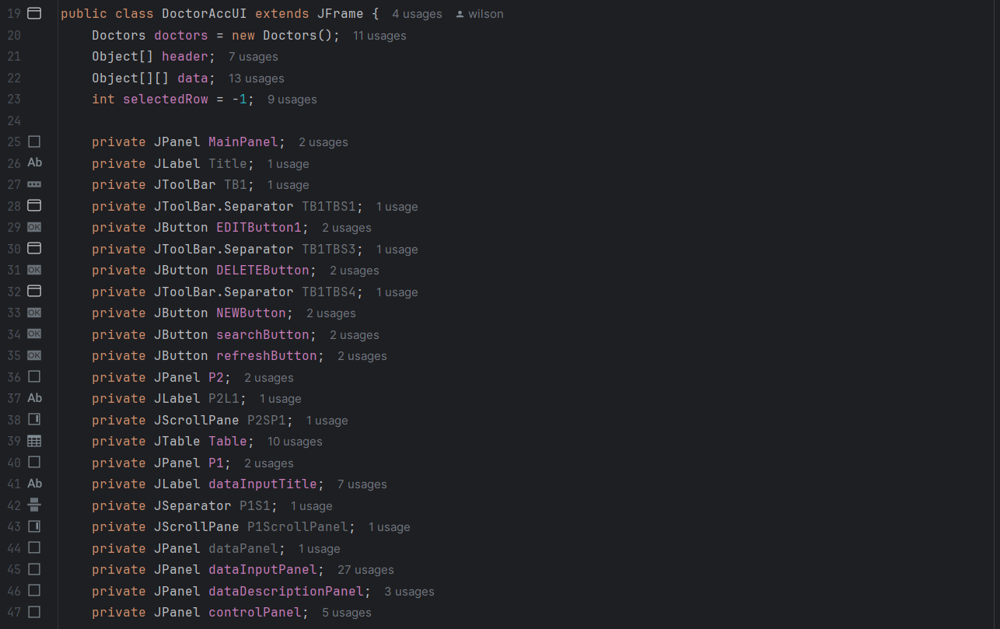 19 public class DoctorAccUI extends JFrame { 4 usages wilson
20 Doctors doctors = new Doctors(); 11 usages
21 Object[] header; 7 usages
22 Object[][] data; 13 usages
23 int selectedRow = -1; 9 usages
24
25 private JPanel MainPanel; 2 usages
26 Ab private JLabel Title; 1 usage
27 private JToolBar TB1; 1 usage
28 private JToolBar.Separator TB1TBS1; 1 usage
29 OK private JButton EDITButton1; 2 usages
30 private JToolBar.Separator TB1TBS3; 1 usage
31 OK private JButton DELETEButton; 2 usages
32 private JToolBar.Separator TB1TBS4; 1 usage
33 OK private JButton NEWButton; 2 usages
34 OK private JButton searchButton; 2 usages
35 OK private JButton refreshButton; 2 usages
36 private JPanel P2; 2 usages
37 Ab private JLabel P2L1; 1 usage
38 private JScrollPane P2SP1; 1 usage
39 private JTable Table; 10 usages
40 private JPanel P1; 2 usages
41 Ab private JLabel dataInputTitle; 7 usages
42 private JSeparator P1S1; 1 usage
43 private JScrollPane P1ScrollPanel; 1 usage
44 private JPanel dataPanel; 1 usage
45 private JPanel dataInputPanel; 27 usages
46 private JPanel dataDescriptionPanel; 3 usages
47 private JPanel controlPanel; 5 usages